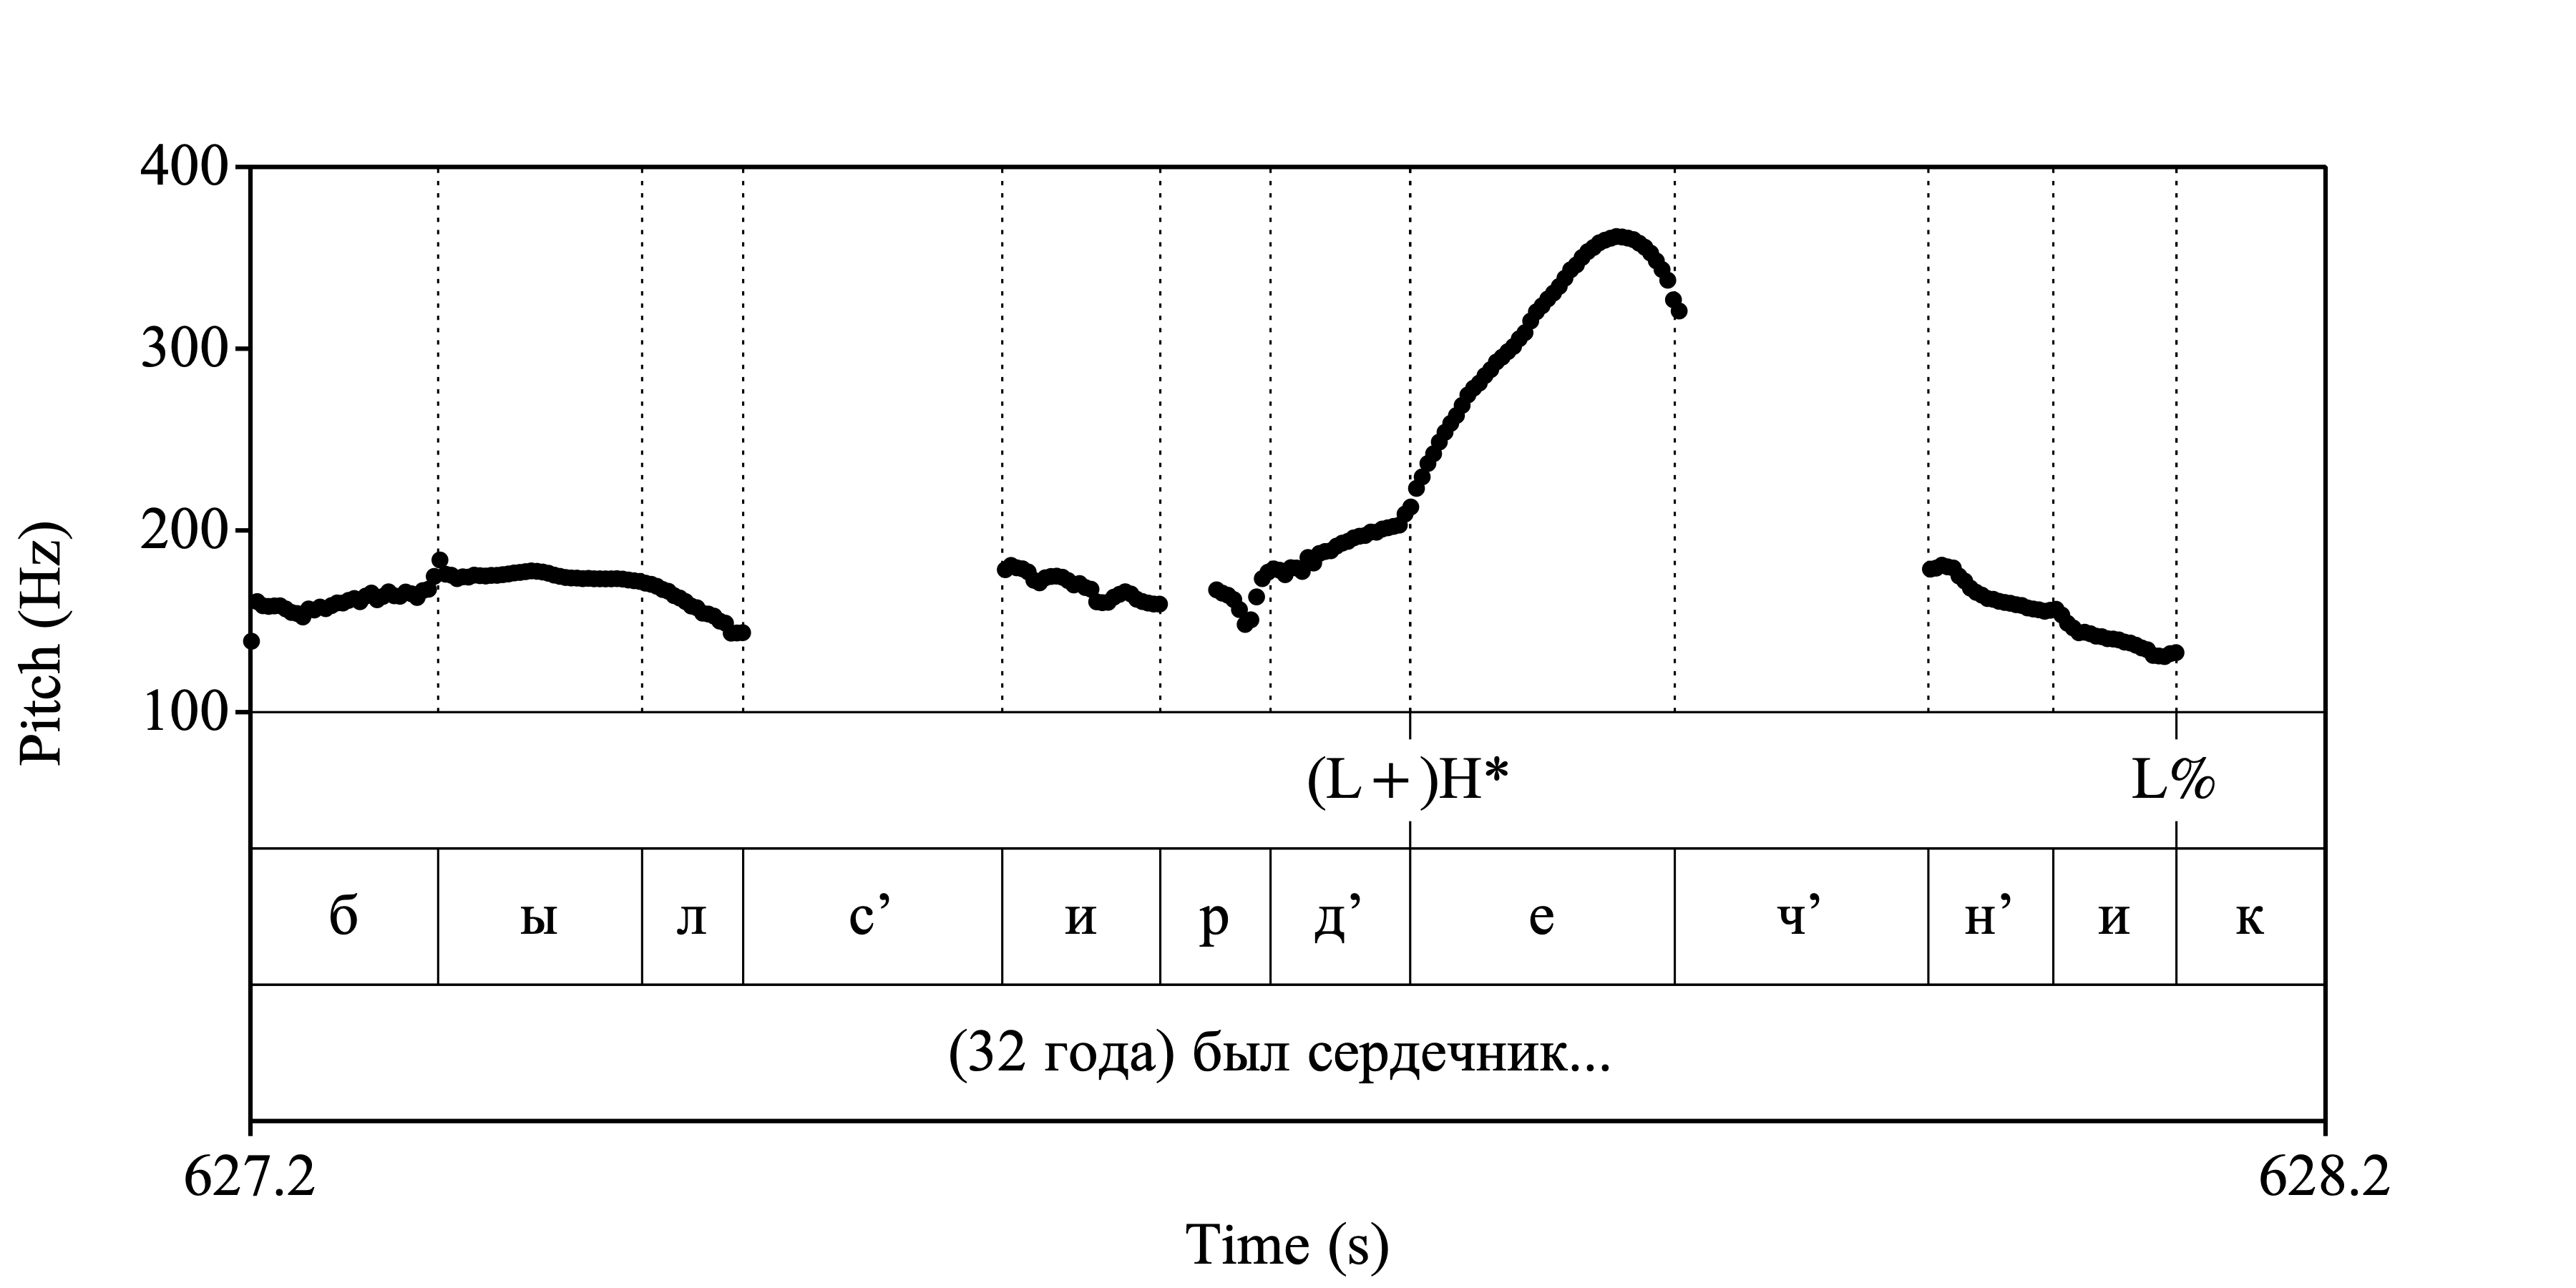 400
300
200
100
Pitch (Hz)
(L+)H* L%
б ы л с’ и р д’ е ч’ н’ и к
(32 года) был сердечник...
627.2 628.2
Time (s)